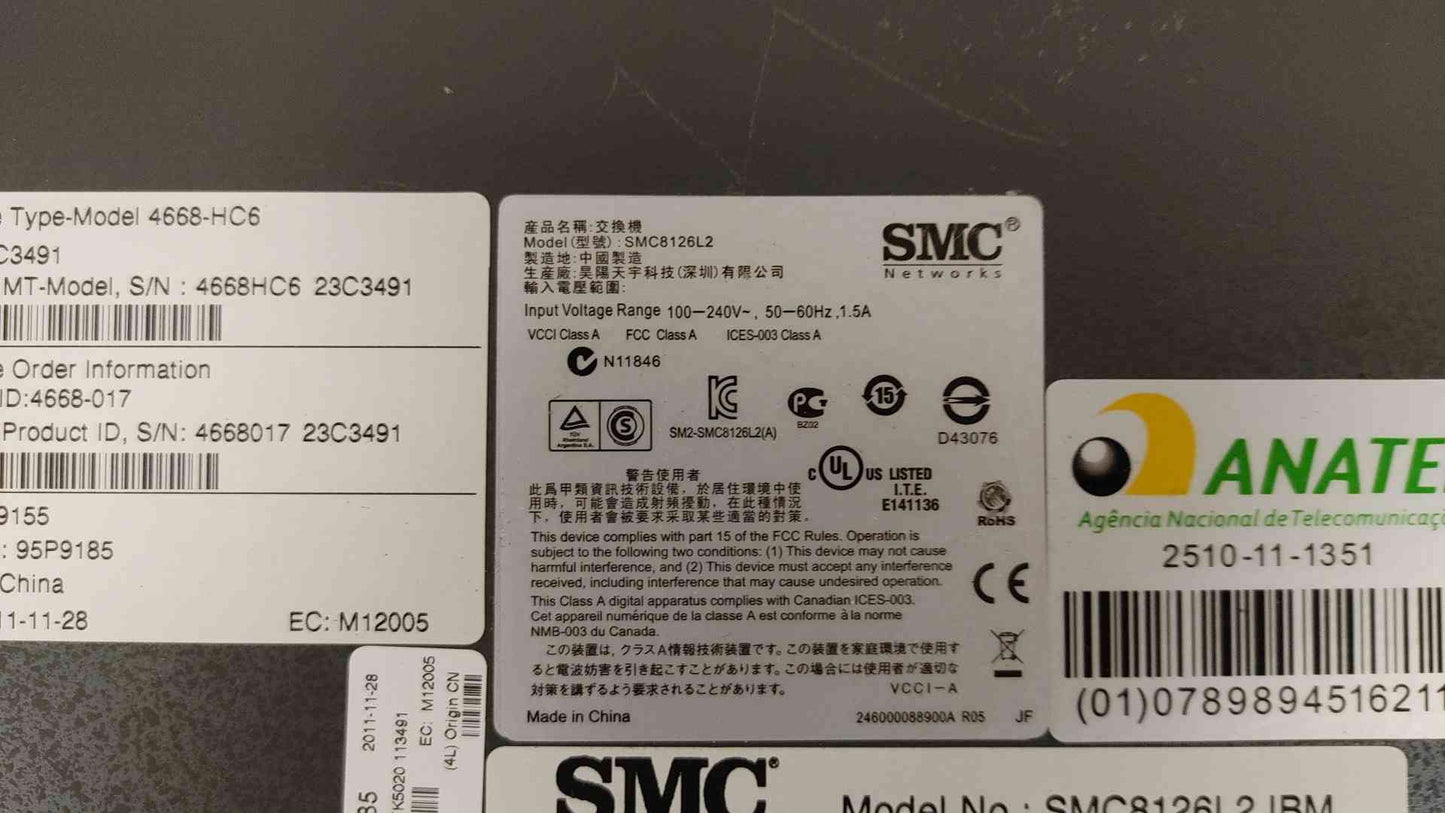 Type-Model 4668-HC6
C3491
MT-Model, S/N : 4668HC6 23C3491
Order Information
ID:4668-017
Product ID, S/N: 4668017 23C3491
9155
: 95P9185
China
11-11-28
EC: M12005
2011-11-28
K5020 113491
EC: M12005
(4L) Origin CN
産品名稱:交換機
Model(型號) : SMC8126L2
製造地:中國製造
生産廠:昊陽天宇科技(深圳)有限公司
輸入電壓範圍:
SMC®
Networks
Input Voltage Range 100—240V~, 50—60Hz ,1.5A
VCCI Class A FCC Class A ICES-003 Class A
N11846
TÜV
Rheinland
Argentina S.A.
S
SM2-SMC8126L2(A)
PC
BZ02
15
D43076
C UL US LISTED
I.T.E.
E141136
RoHS
警告使用者
此爲甲類資訊技術設備，於居住環境中使
用時，可能會造成射頻擾動，在此種情況
下，使用者會被要求采取某些適當的對策。
This device complies with part 15 of the FCC Rules. Operation is
subject to the following two conditions: (1) This device may not cause
harmful interference, and (2) This device must accept any interference
received, including interference that may cause undesired operation.
CE
This Class A digital apparatus complies with Canadian ICES-003.
Cet appareil numérique de la classe A est conforme à la norme
NMB-003 du Canada.
この装置は，クラスA情報技術装置です。この装置を家庭環境で使用す
ると電波妨害を引き起こすことがあります。この場合には使用者が適切な
対策を講ずるよう要求されることがあります。 VCCI-A
Made in China
246000088900A R05 JF
ANATE
Agência Nacional de Telecomunicaç
2510-11-1351
(01)0789894516211
SMC®
Model No : SMC8126L2 IBM